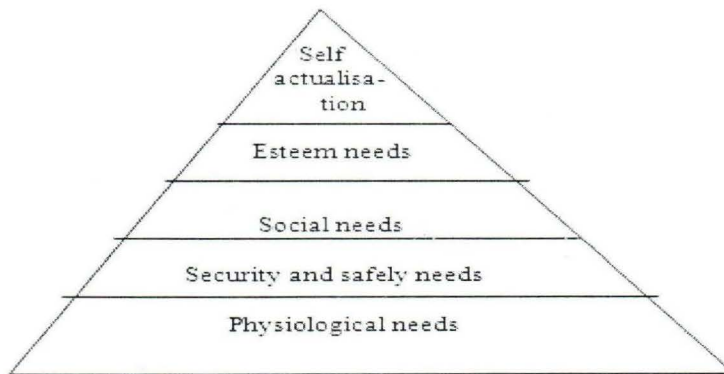 Self
actualisa-
tion
Esteem needs
Social needs
Security and safely needs
Physiological needs